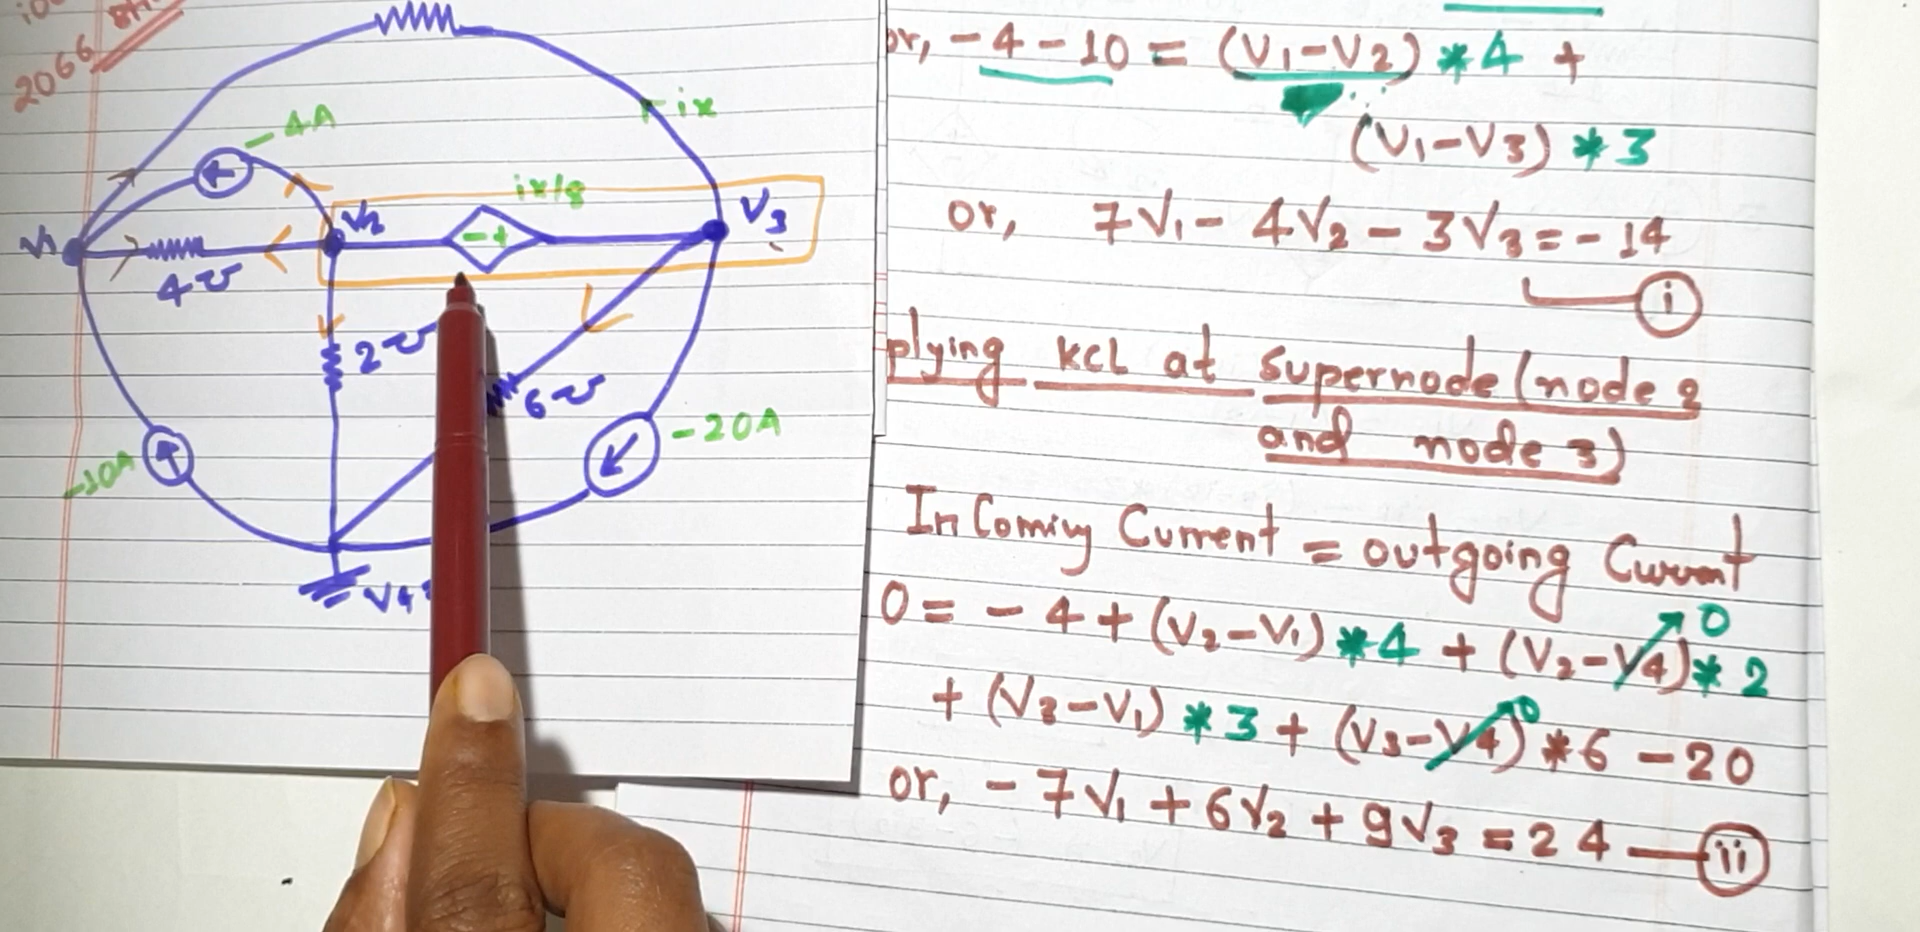 2066
-4A
ix
ix/8
V1
V2
V3
- +
4℧
2℧
6℧
-10A
-20A
or, -4-10 = (V1-V2) *4 +
(V1-V3) *3
or, 7V1 - 4V2 - 3V3 = -14
i
plying KCL at supernode (node 2
and node 3)
InComing Current = outgoing Current
0 = -4 + (V2-V1) *4 + (V2-V4) * 2
0
+ (V3-V1) *3 + (V3-V4) *6 -20
0
or, -7V1 + 6V2 + 9V3 = 24
ii